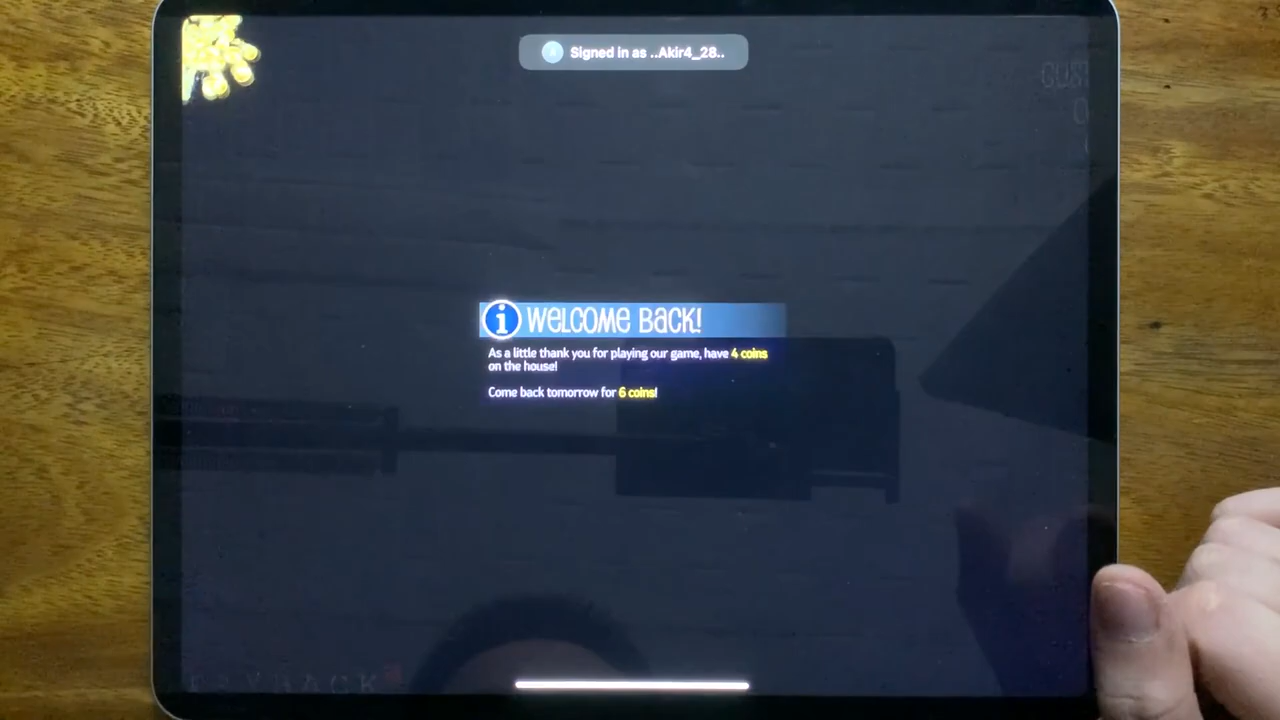 Signed in as ..Akir4_28..
WELCOME BACK!
As a little thank you for playing our game, have 4 coins
on the house!
Come back tomorrow for 6 coins!